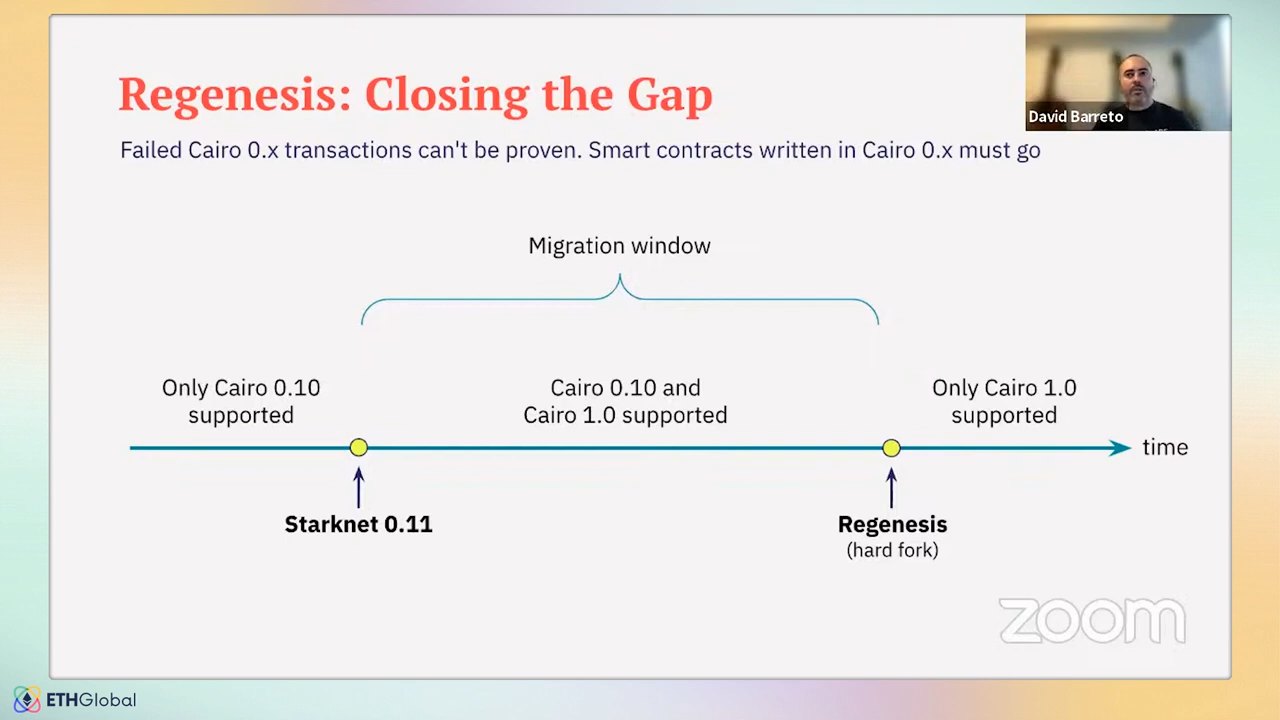 Regenesis: Closing the Gap
David Barreto
Failed Cairo 0.x transactions can't be proven. Smart contracts written in Cairo 0.x must go
Migration window
Only Cairo 0.10
supported
Cairo 0.10 and
Cairo 1.0 supported
Only Cairo 1.0
supported
time
Starknet 0.11
Regenesis
(hard fork)
zoom
ETHGlobal